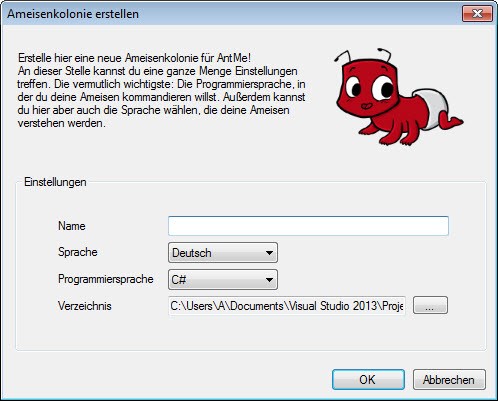 Ameisenkolonie erstellen
Erstelle hier eine neue Ameisenkolonie für AntMe!
An dieser Stelle kannst du eine ganze Menge Einstellungen
treffen. Die vermutlich wichtigste: Die Programmiersprache, in
der du deine Ameisen kommandieren willst. Außerdem kannst
du hier aber auch die Sprache wählen, die deine Ameisen
verstehen werden.
Einstellungen
Name
Sprache Deutsch
Programmiersprache C#
Verzeichnis C:\Users\A\Documents\Visual Studio 2013\Proje ...
OK Abbrechen